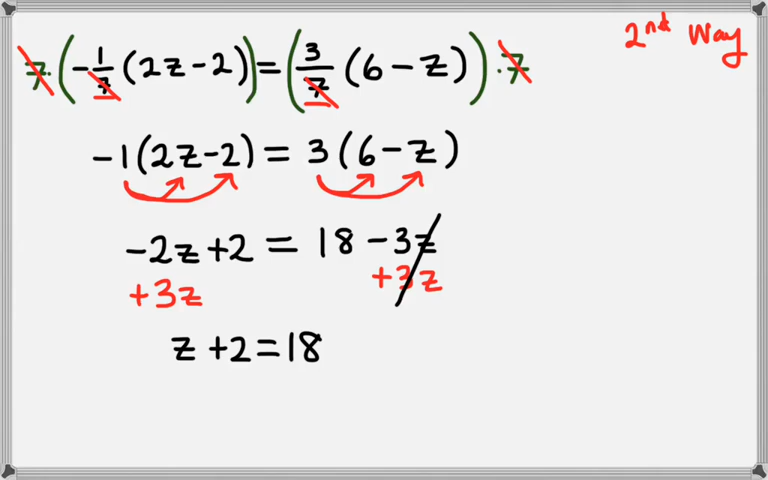 2nd Way
7·(-1/7(2z-2)) = (3/7(6-z))·7
-1(2z-2) = 3(6-z)
-2z+2 = 18-3z
+3z +3z
z+2=18